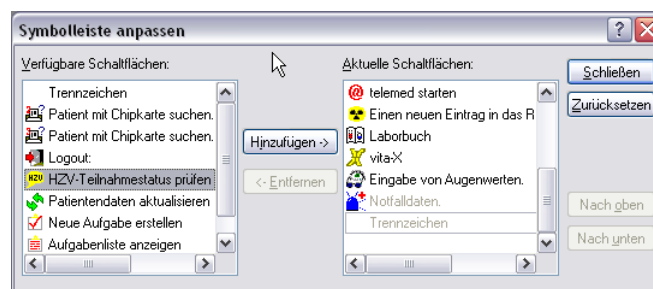 Symbolleiste anpassen
Verfügbare Schaltflächen:
Trennzeichen
Patient mit Chipkarte suchen.
Patient mit Chipkarte suchen.
Logout:
HZV HZV-Teilnahmestatus prüfen
Patientendaten aktualisieren
Neue Aufgabe erstellen
Aufgabenliste anzeigen
Hinzufügen ->
<- Entfernen
Aktuelle Schaltflächen:
telemed starten
Einen neuen Eintrag in das R
Laborbuch
vita-X
Eingabe von Augenwerten.
Notfalldaten.
Trennzeichen
Schließen
Zurücksetzen
Nach oben
Nach unten